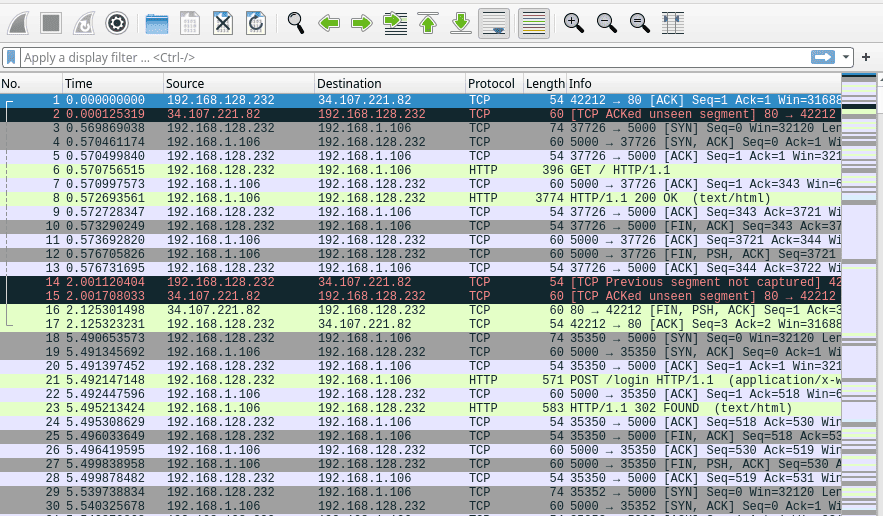 Apply a display filter ... <Ctrl-/>
No. Time Source Destination Protocol Length Info
1 0.000000000 192.168.128.232 34.107.221.82 TCP 54 42212 → 80 [ACK] Seq=1 Ack=1 Win=31688
2 0.000125319 34.107.221.82 192.168.128.232 TCP 60 [TCP ACKed unseen segment] 80 → 42212
3 0.569869038 192.168.128.232 192.168.1.106 TCP 74 37726 → 5000 [SYN] Seq=0 Win=32120 Len
4 0.570461174 192.168.1.106 192.168.128.232 TCP 60 5000 → 37726 [SYN, ACK] Seq=0 Ack=1 Wi
5 0.570499840 192.168.128.232 192.168.1.106 TCP 54 37726 → 5000 [ACK] Seq=1 Ack=1 Win=321
6 0.570756515 192.168.128.232 192.168.1.106 HTTP 396 GET / HTTP/1.1
7 0.570997573 192.168.1.106 192.168.128.232 TCP 60 5000 → 37726 [ACK] Seq=1 Ack=343 Win=6
8 0.572693561 192.168.1.106 192.168.128.232 HTTP 3774 HTTP/1.1 200 OK (text/html)
9 0.572728347 192.168.128.232 192.168.1.106 TCP 54 37726 → 5000 [ACK] Seq=343 Ack=3721 Wi
10 0.573290249 192.168.128.232 192.168.1.106 TCP 54 37726 → 5000 [FIN, ACK] Seq=343 Ack=37
11 0.573692820 192.168.1.106 192.168.128.232 TCP 60 5000 → 37726 [ACK] Seq=3721 Ack=344 Wi
12 0.576705826 192.168.1.106 192.168.128.232 TCP 60 5000 → 37726 [FIN, PSH, ACK] Seq=3721
13 0.576731695 192.168.128.232 192.168.1.106 TCP 54 37726 → 5000 [ACK] Seq=344 Ack=3722 Wi
14 2.001120404 192.168.128.232 34.107.221.82 TCP 54 [TCP Previous segment not captured] 42
15 2.001708033 34.107.221.82 192.168.128.232 TCP 60 [TCP ACKed unseen segment] 80 → 42212
16 2.125301498 34.107.221.82 192.168.128.232 TCP 60 80 → 42212 [FIN, PSH, ACK] Seq=1 Ack=3
17 2.125323231 192.168.128.232 34.107.221.82 TCP 54 42212 → 80 [ACK] Seq=3 Ack=2 Win=31688
18 5.490653573 192.168.128.232 192.168.1.106 TCP 74 35350 → 5000 [SYN] Seq=0 Win=32120 Len
19 5.491345692 192.168.1.106 192.168.128.232 TCP 60 5000 → 35350 [SYN, ACK] Seq=0 Ack=1 Wi
20 5.491397452 192.168.128.232 192.168.1.106 TCP 54 35350 → 5000 [ACK] Seq=1 Ack=1 Win=321
21 5.492147148 192.168.128.232 192.168.1.106 HTTP 571 POST /login HTTP/1.1 (application/x-w
22 5.492447596 192.168.1.106 192.168.128.232 TCP 60 5000 → 35350 [ACK] Seq=1 Ack=518 Win=6
23 5.495213424 192.168.1.106 192.168.128.232 HTTP 583 HTTP/1.1 302 FOUND (text/html)
24 5.495308629 192.168.128.232 192.168.1.106 TCP 54 35350 → 5000 [ACK] Seq=518 Ack=530 Win
25 5.496033649 192.168.128.232 192.168.1.106 TCP 54 35350 → 5000 [FIN, ACK] Seq=518 Ack=53
26 5.496419595 192.168.1.106 192.168.128.232 TCP 60 5000 → 35350 [ACK] Seq=530 Ack=519 Win
27 5.499838958 192.168.1.106 192.168.128.232 TCP 60 5000 → 35350 [FIN, PSH, ACK] Seq=530 A
28 5.499878482 192.168.128.232 192.168.1.106 TCP 54 35350 → 5000 [ACK] Seq=519 Ack=531 Win
29 5.539738834 192.168.128.232 192.168.1.106 TCP 74 35352 → 5000 [SYN] Seq=0 Win=32120 Len
30 5.540325678 192.168.1.106 192.168.128.232 TCP 60 5000 → 35352 [SYN, ACK] Seq=0 Ack=1 Wi